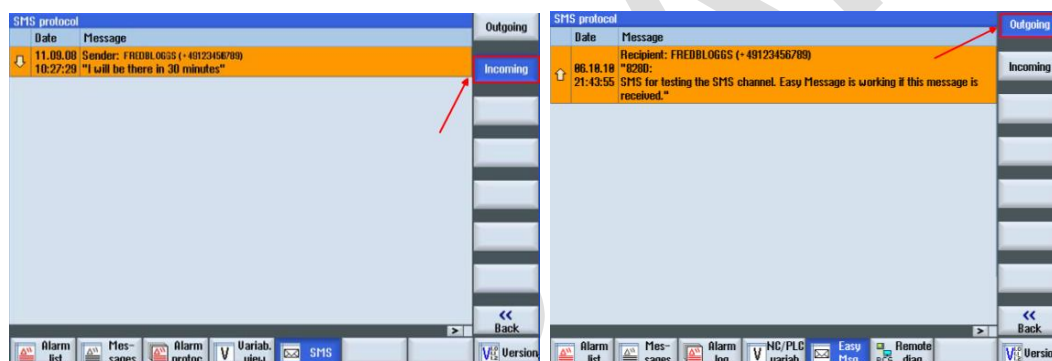 SMS protocol
Date Message
11.09.08 Sender: FREDBLOGGS (+49123456789)
10:27:29 "I will be there in 30 minutes"
Outgoing
Incoming
<<
Back
>
Alarm list
Mes- sages
Alarm protoc
V Variab. view
SMS
Version
SMS protocol
Date Message
Recipient: FREDBLOGGS (+49123456789)
06.10.10 "828D:
21:43:55 SMS for testing the SMS channel. Easy Message is working if this message is
received."
Outgoing
Incoming
<<
Back
>
Alarm list
Mes- sages
Alarm log
V NC/PLC variab.
Easy Msg.
RCS Remote diag.
Versio